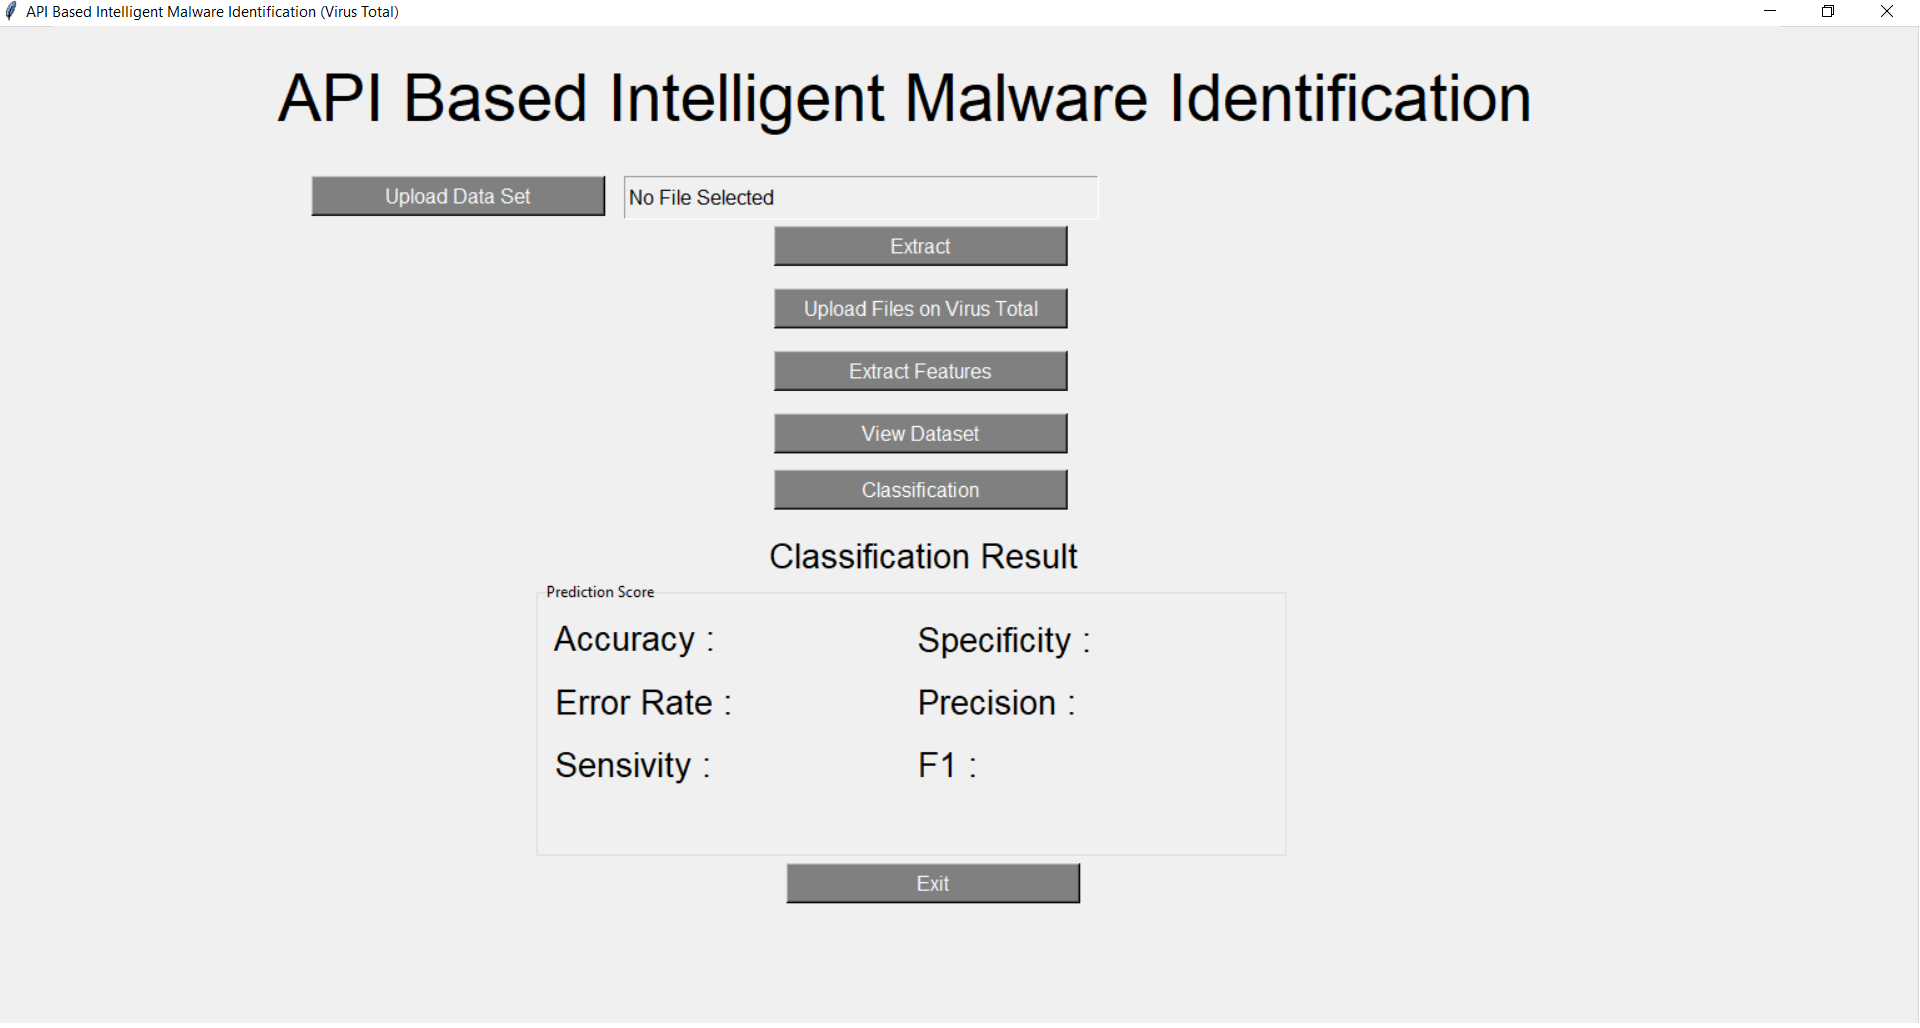 API Based Intelligent Malware Identification (Virus Total)
API Based Intelligent Malware Identification
Upload Data Set
No File Selected
Extract
Upload Files on Virus Total
Extract Features
View Dataset
Classification
Classification Result
Prediction Score
Accuracy :
Specificity :
Error Rate :
Precision :
Sensivity :
F1 :
Exit